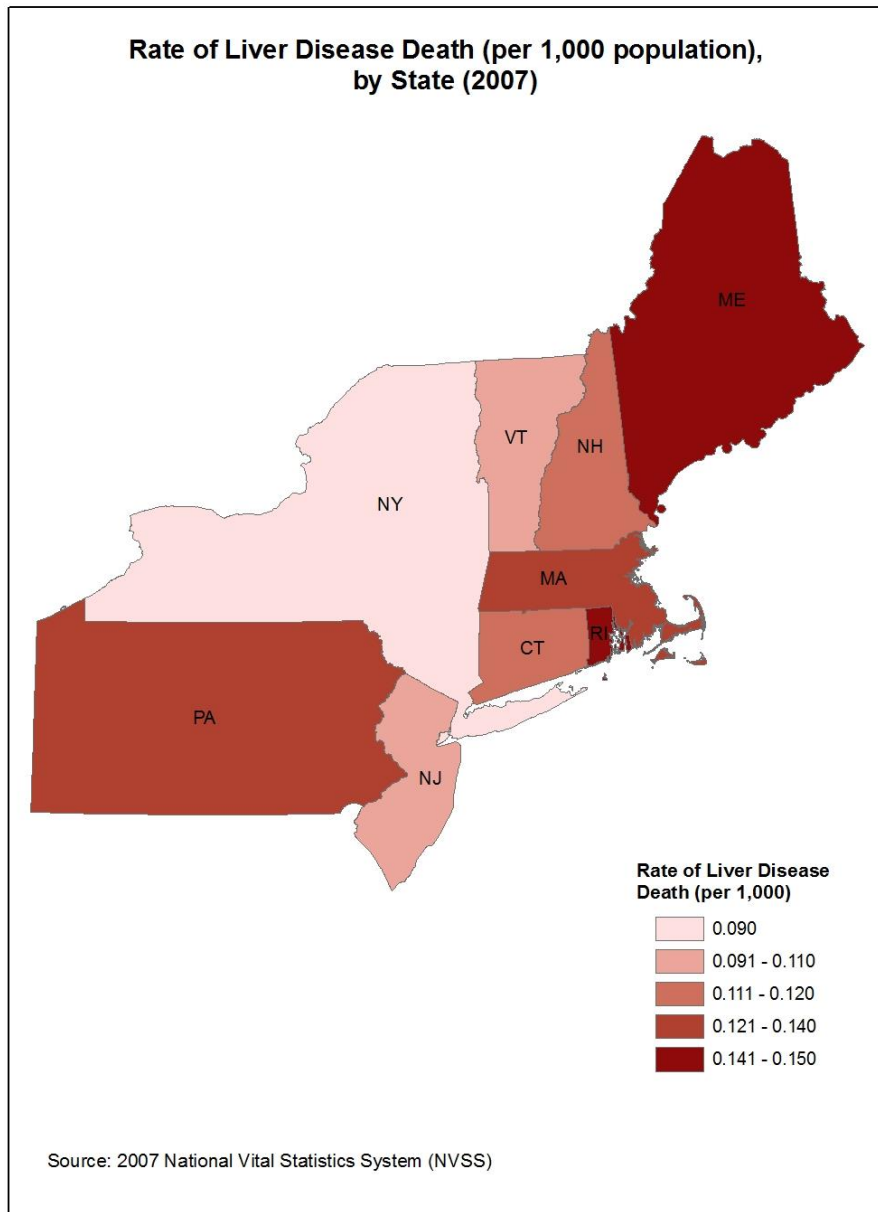 Rate of Liver Disease Death (per 1,000 population),
by State (2007)
ME
VT
NH
NY
MA
CT
RI
PA
NJ
Rate of Liver Disease
Death (per 1,000)
0.090
0.091 - 0.110
0.111 - 0.120
0.121 - 0.140
0.141 - 0.150
Source: 2007 National Vital Statistics System (NVSS)